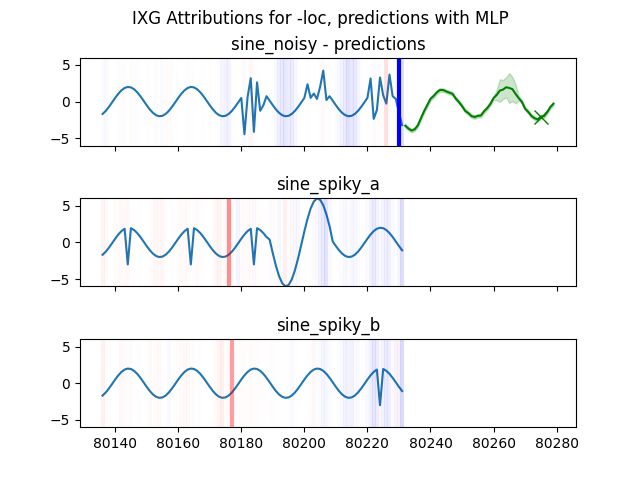 IXG Attributions for -loc, predictions with MLP
sine_noisy - predictions
5
0
−5
sine_spiky_a
5
0
−5
sine_spiky_b
5
0
−5
80140 80160 80180 80200 80220 80240 80260 80280